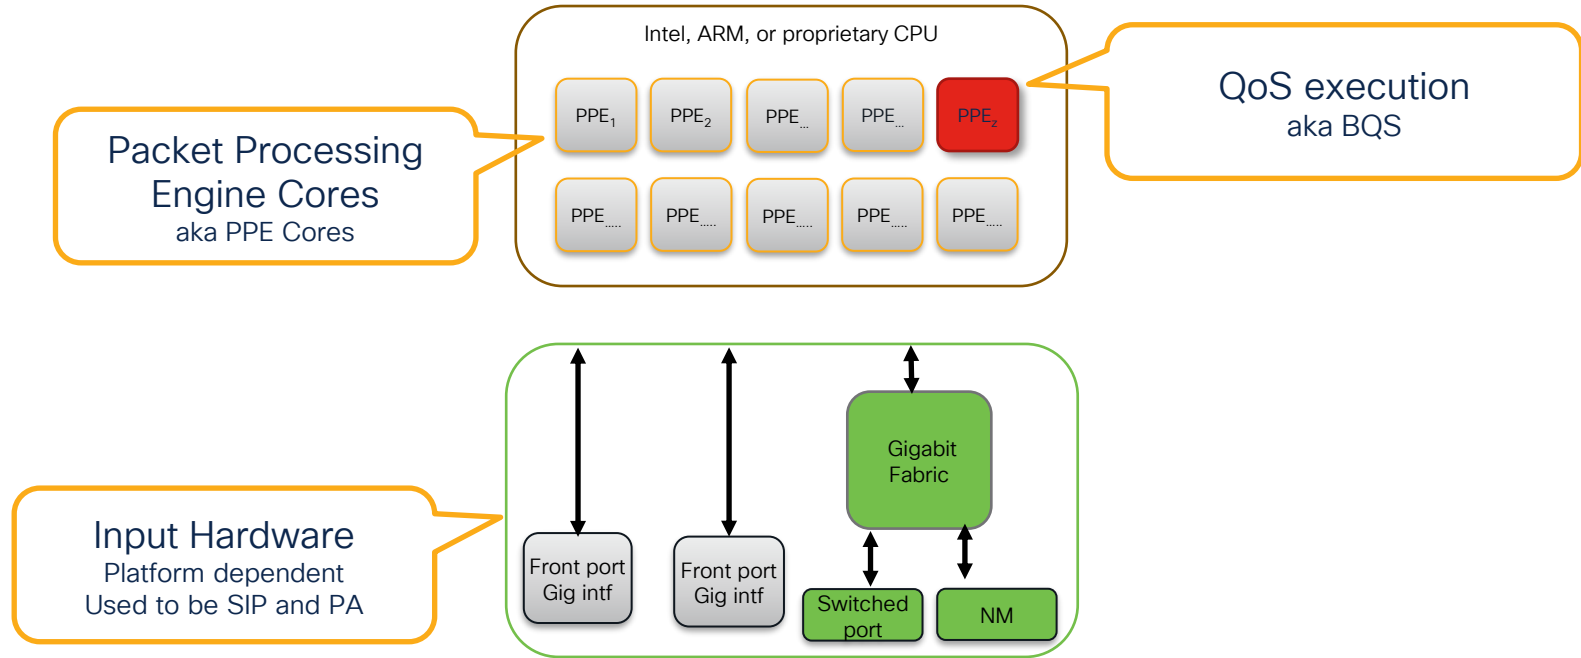 Intel, ARM, or proprietary CPU
PPE1
PPE2
PPE...
PPE...
PPEz
PPE.....
PPE.....
PPE.....
PPE.....
PPE.....
Packet Processing
Engine Cores
aka PPE Cores
QoS execution
aka BQS
Gigabit
Fabric
Front port
Gig intf
Front port
Gig intf
Switched
port
NM
Input Hardware
Platform dependent
Used to be SIP and PA